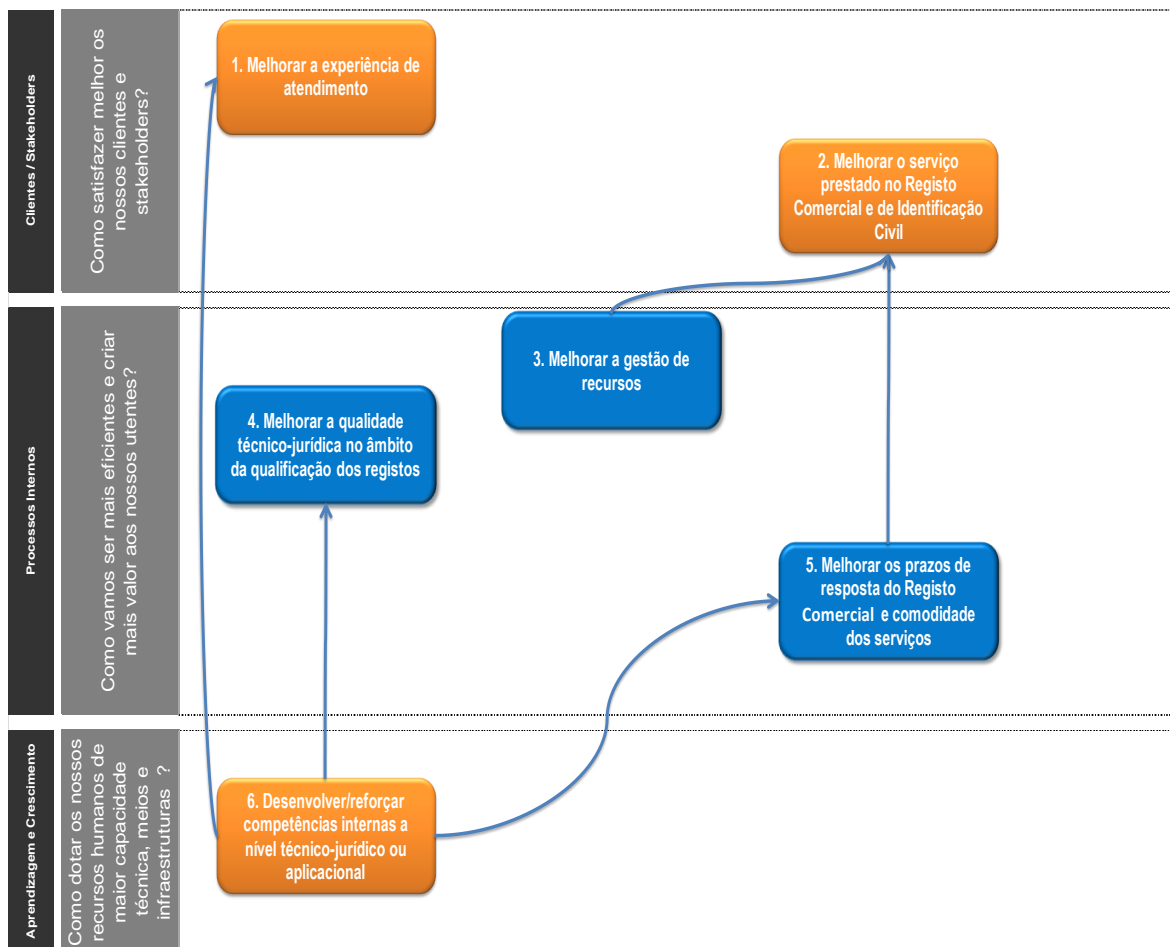 Clientes / Stakeholders
Como satisfazer melhor os
nossos clientes e
stakeholders?
1. Melhorar a experiência de
atendimento
2. Melhorar o serviço
prestado no Registo
Comercial e de Identificação
Civil
Processos Internos
Como vamos ser mais eficientes e criar
mais valor aos nossos utentes?
3. Melhorar a gestão de
recursos
4. Melhorar a qualidade
técnico-jurídica no âmbito
da qualificação dos registos
5. Melhorar os prazos de
resposta do Registo
Comercial e comodidade
dos serviços
Aprendizagem e Crescimento
Como dotar os nossos
recursos humanos de
maior capacidade
técnica, meios e
infraestruturas ?
6. Desenvolver/reforçar
competências internas a
nível técnico-jurídico ou
aplicacional